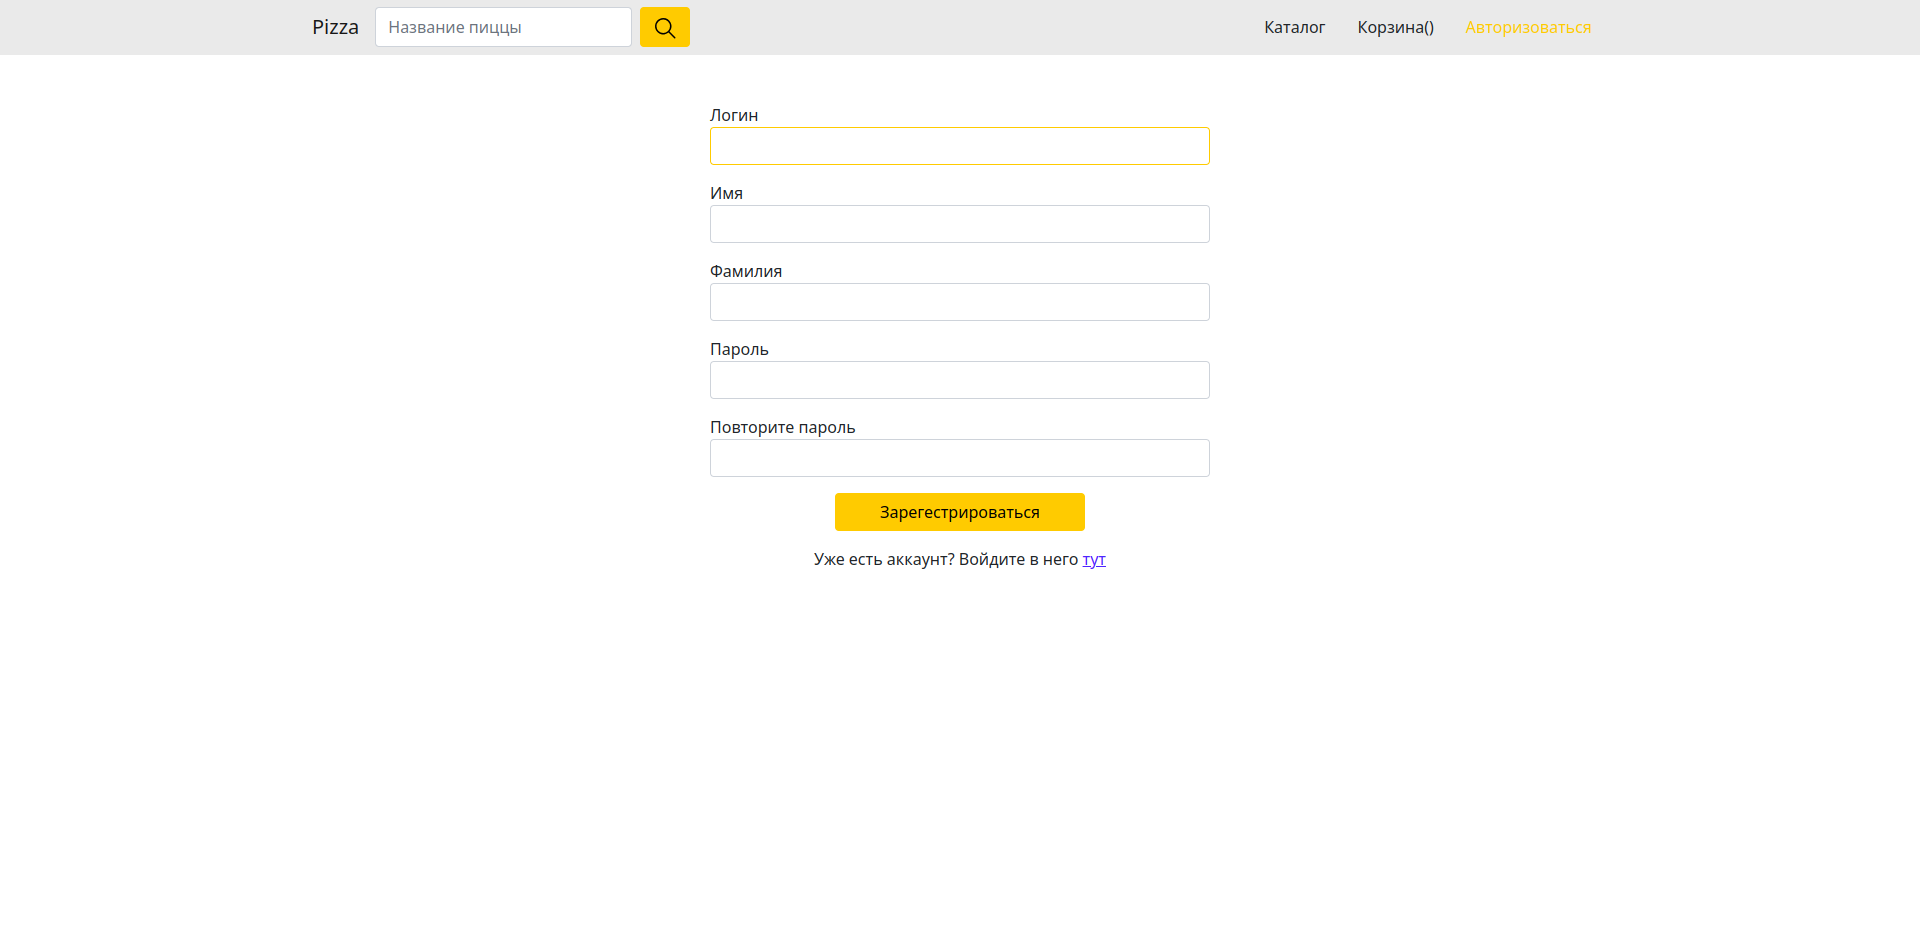 Pizza Название пиццы Каталог Корзина() Авторизоваться
Логин
Имя
Фамилия
Пароль
Повторите пароль
Зарегестрироваться
Уже есть аккаунт? Войдите в него тут